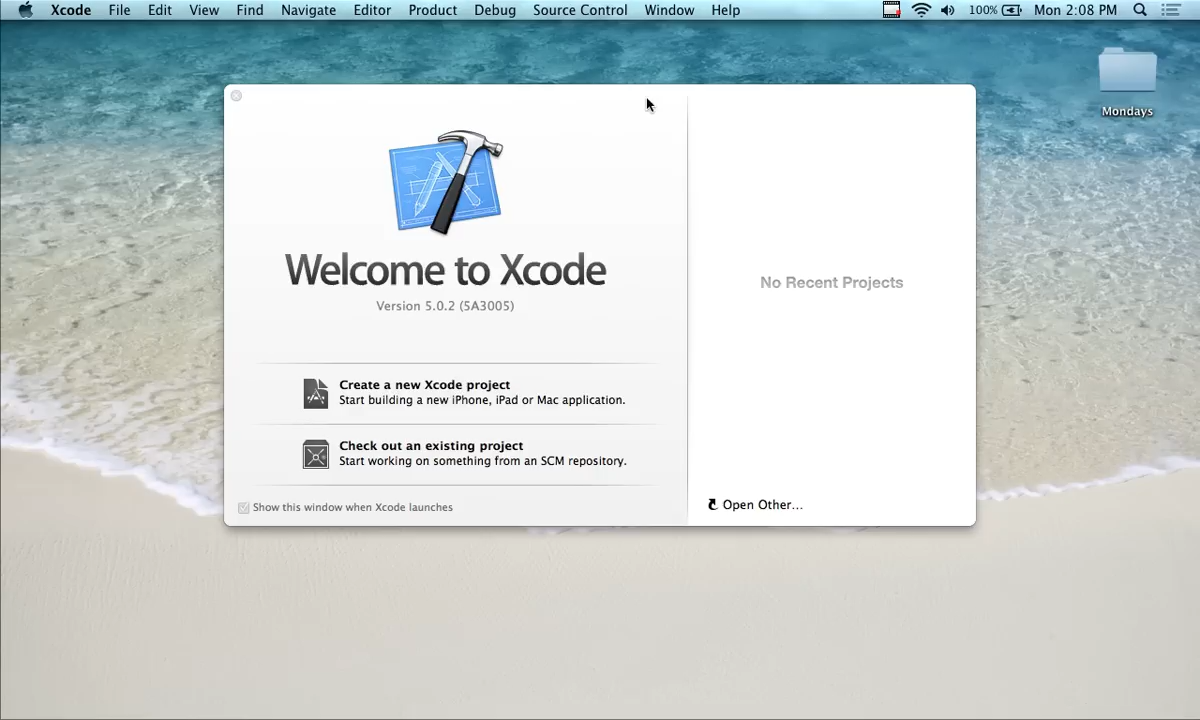 Xcode File Edit View Find Navigate Editor Product Debug Source Control Window Help 100% Mon 2:08 PM
Mondays
Welcome to Xcode
Version 5.0.2 (5A3005)
Create a new Xcode project
Start building a new iPhone, iPad or Mac application.
Check out an existing project
Start working on something from an SCM repository.
Show this window when Xcode launches
No Recent Projects
Open Other...